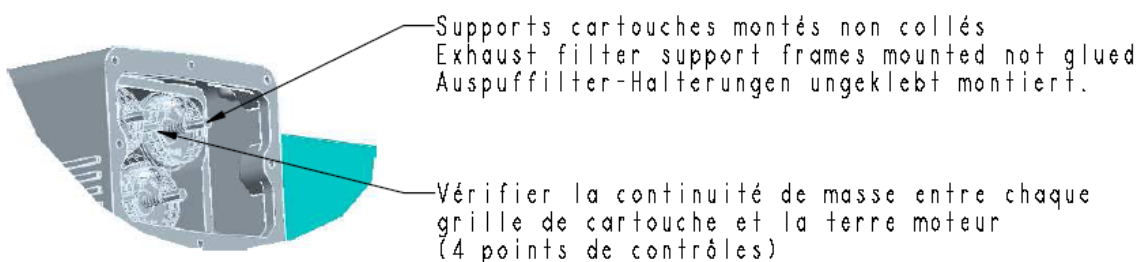 Supports cartouches montés non collés
Exhaust filter support frames mounted not glued
Auspuffilter-Halterungen ungeklebt montiert.
Vérifier la continuité de masse entre chaque
grille de cartouche et la terre moteur
(4 points de contrôles)